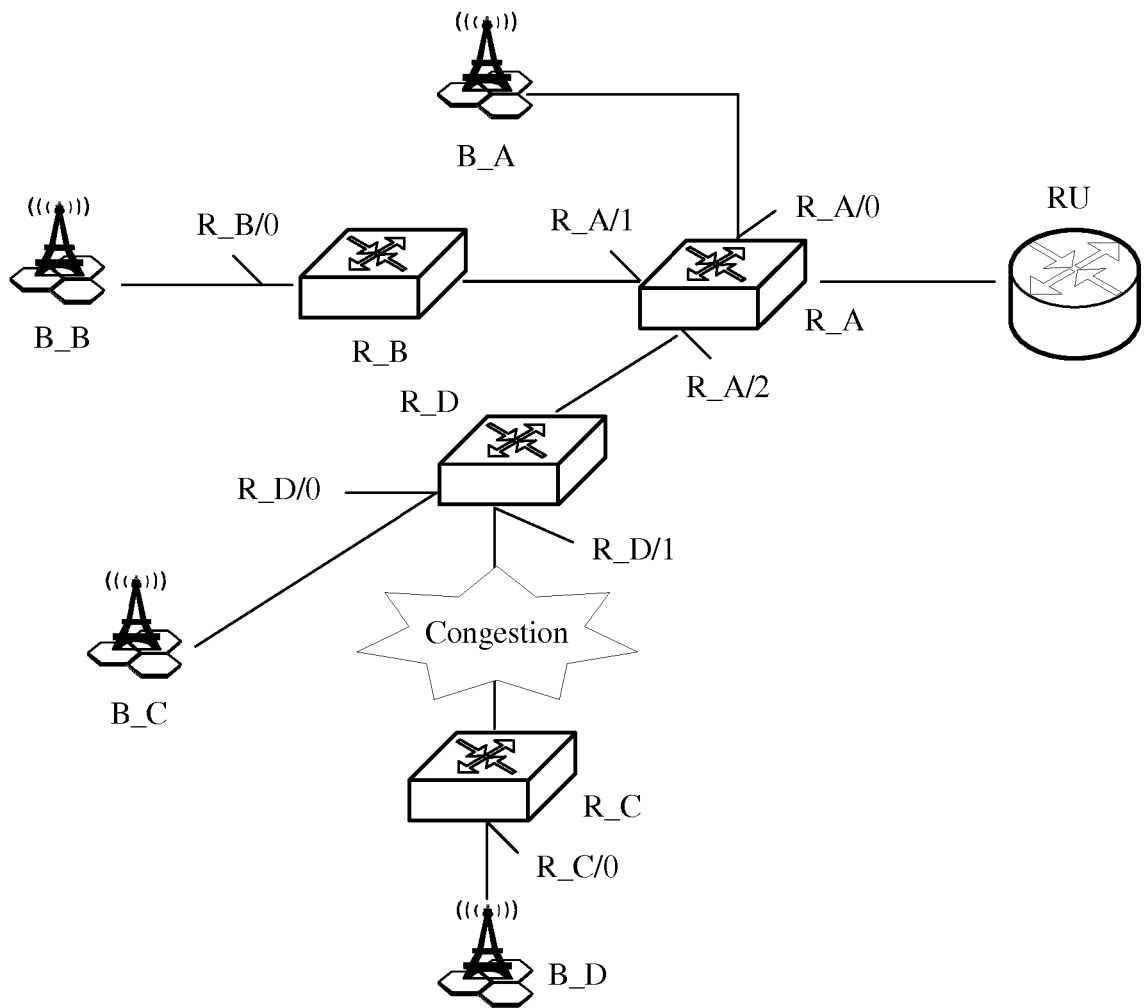 B_A
RU
R_A/0
R_A/1
R_B/0
B_B
R_B
R_A
R_A/2
R_D
R_D/0
R_D/1
Congestion
B_C
R_C
R_C/0
B_D